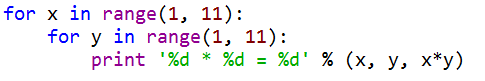 for x in range(1, 11):
    for y in range(1, 11):
        print '%d * %d = %d' % (x, y, x*y)